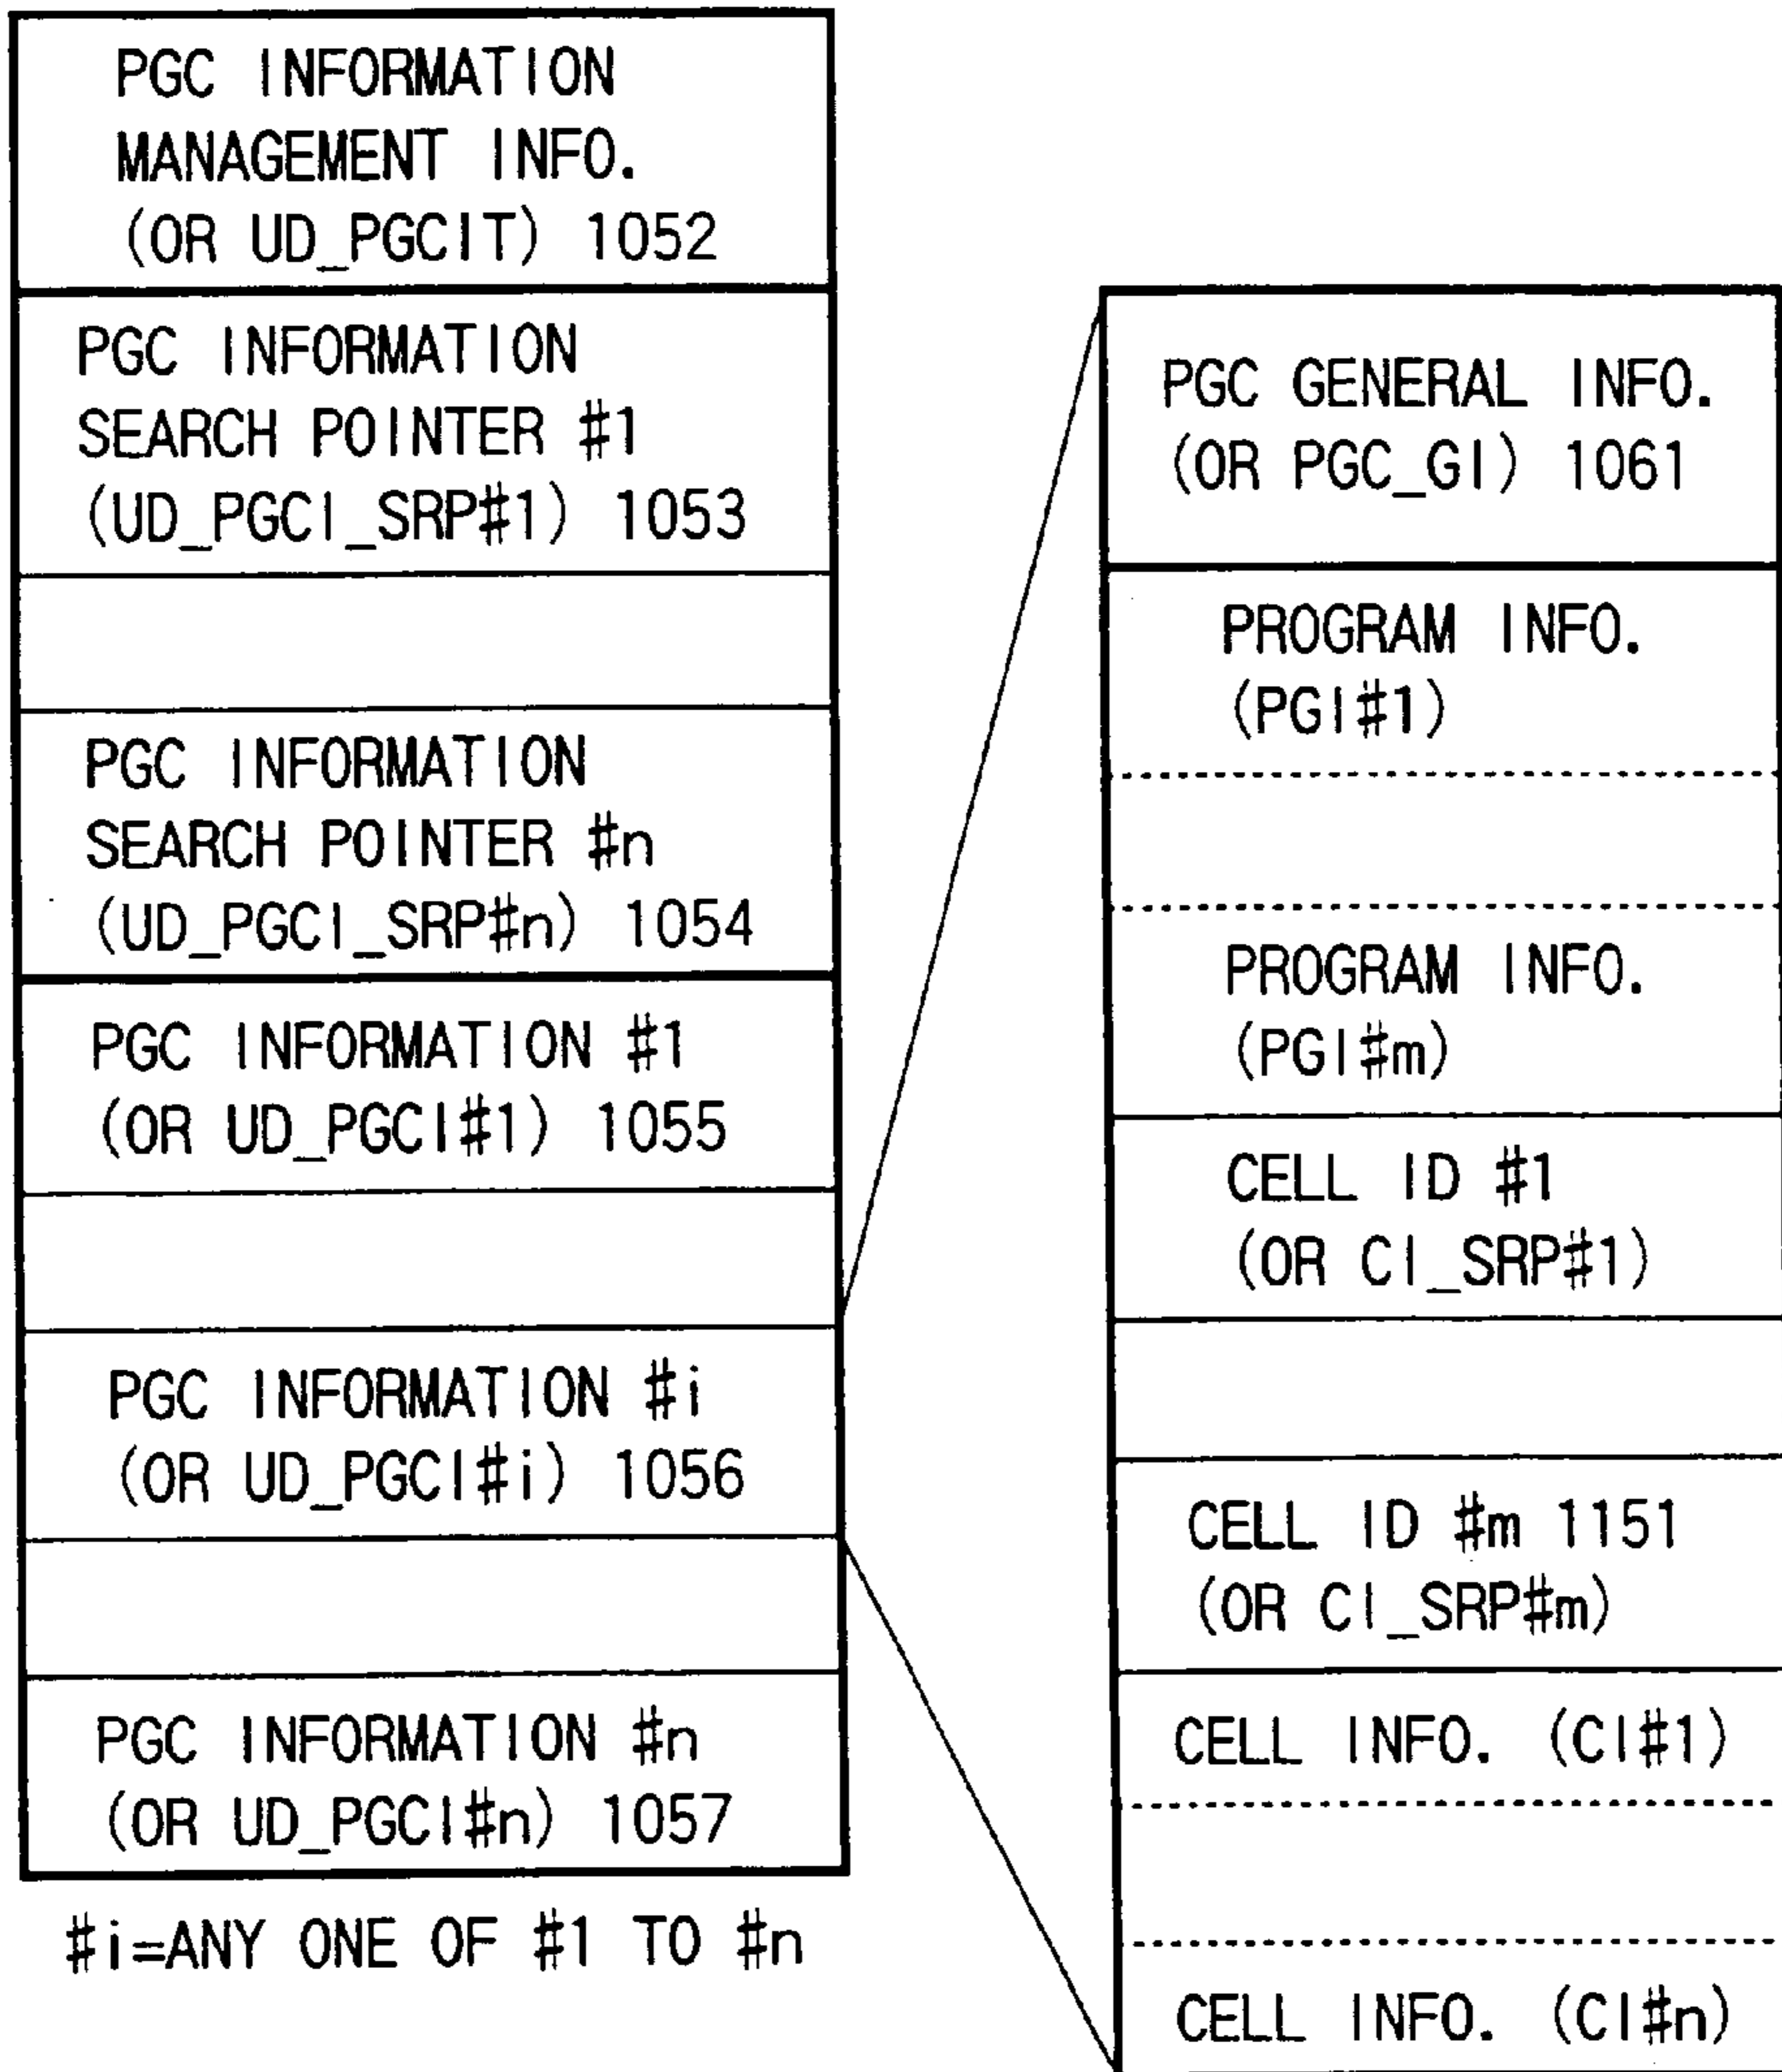 PGC INFORMATION
MANAGEMENT INFO.
(OR UD_PGCIT) 1052
PGC INFORMATION
SEARCH POINTER #1
(UD_PGCI_SRP#1) 1053
PGC INFORMATION
SEARCH POINTER #n
(UD_PGCI_SRP#n) 1054
PGC INFORMATION #1
(OR UD_PGCI#1) 1055
PGC INFORMATION #i
(OR UD_PGCI#i) 1056
PGC INFORMATION #n
(OR UD_PGCI#n) 1057
#i=ANY ONE OF #1 TO #n
PGC GENERAL INFO.
(OR PGC_GI) 1061
PROGRAM INFO.
(PGI#1)
PROGRAM INFO.
(PGI#m)
CELL ID #1
(OR CI_SRP#1)
CELL ID #m 1151
(OR CI_SRP#m)
CELL INFO. (CI#1)
CELL INFO. (CI#n)